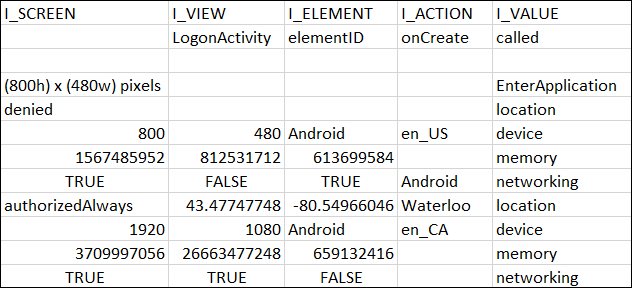 I_SCREEN I_VIEW I_ELEMENT I_ACTION I_VALUE
LogonActivity elementID onCreate called
(800h) x (480w) pixels EnterApplication
denied location
800 480 Android en_US device
1567485952 812531712 613699584 memory
TRUE FALSE TRUE Android networking
authorizedAlways 43.47747748 -80.54966046 Waterloo location
1920 1080 Android en_CA device
3709997056 26663477248 659132416 memory
TRUE TRUE FALSE networking